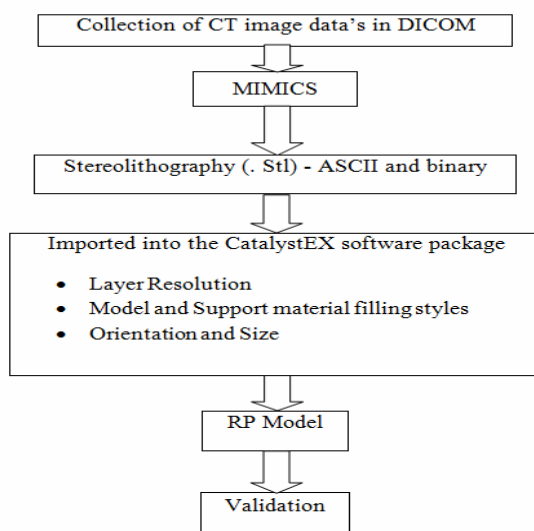 Collection of CT image data's in DICOM
MIMICS
Stereolithography (. Stl) - ASCII and binary
Imported into the CatalystEX software package
• Layer Resolution
• Model and Support material filling styles
• Orientation and Size
RP Model
Validation